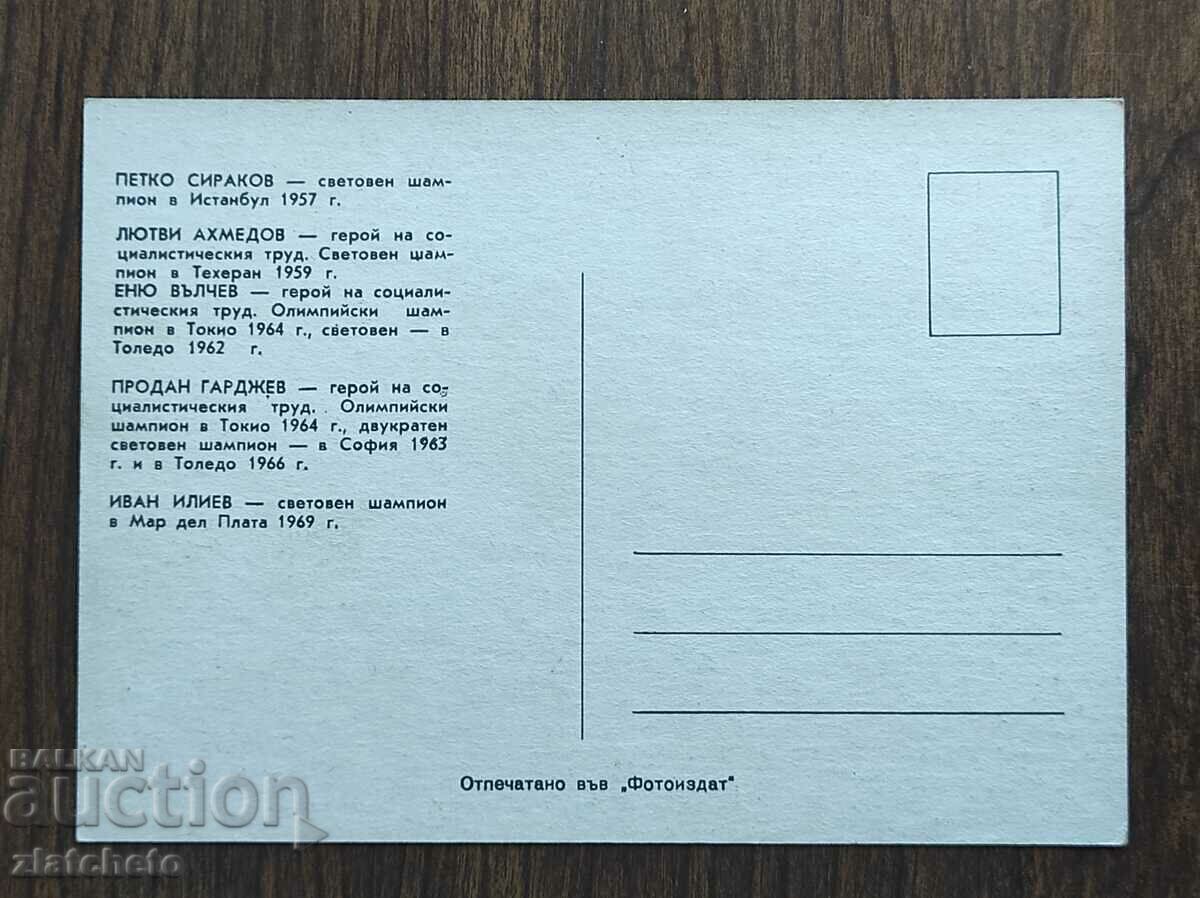 ПЕТКО СИРАКОВ — световен шам-
пион в Истанбул 1957 г.
ЛЮТВИ АХМЕДОВ — герой на со-
циалистическия труд. Световен шам-
пион в Техеран 1959 г.
ЕНЮ ВЪЛЧЕВ — герой на социали-
стическия труд. Олимпийски шам-
пион в Токио 1964 г., световен — в
Толедо 1962 г.
ПРОДАН ГАРДЖЕВ — герой на со-
циалистическия труд. Олимпийски
шампион в Токио 1964 г., двукратен
световен шампион — в София 1963
г. и в Толедо 1966 г.
ИВАН ИЛИЕВ — световен шампион
в Мар дел Плата 1969 г.
Отпечатано във „Фотоиздат“
BALKAN
auction
zlatcheto